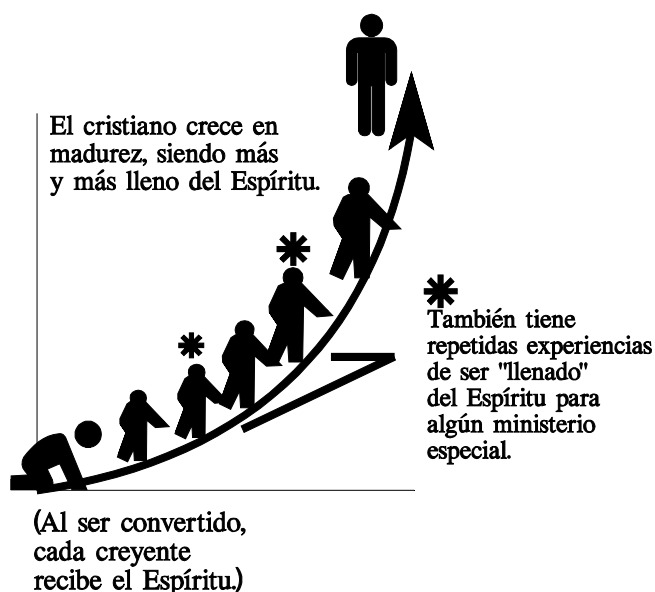 El cristiano crece en
madurez, siendo más
y más lleno del Espíritu.
También tiene
repetidas experiencias
de ser "llenado"
del Espíritu para
algún ministerio
especial.
(Al ser convertido,
cada creyente
recibe el Espíritu.)